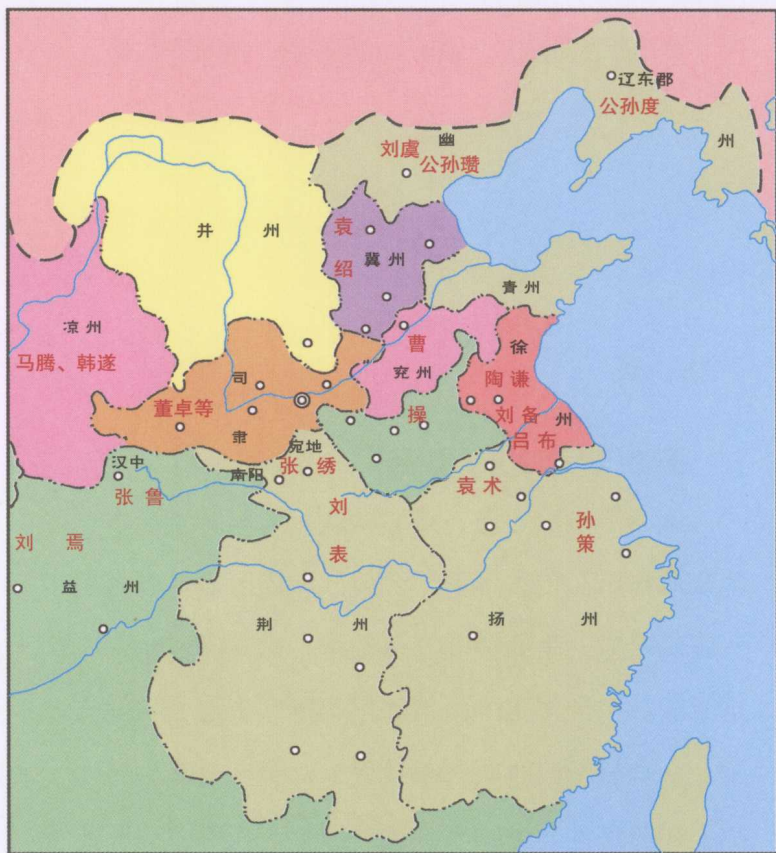 辽东郡
公孙度
幽
州
刘虞
公孙瓒
井
州
袁绍
冀州
青州
凉州
马腾、韩遂
曹
兖州
徐
司
陶谦
董卓等
操
刘备
州
隶
宛地
吕布
汉中
南阳
张绣
张鲁
袁术
刘表
孙策
刘焉
益州
荆州
扬州